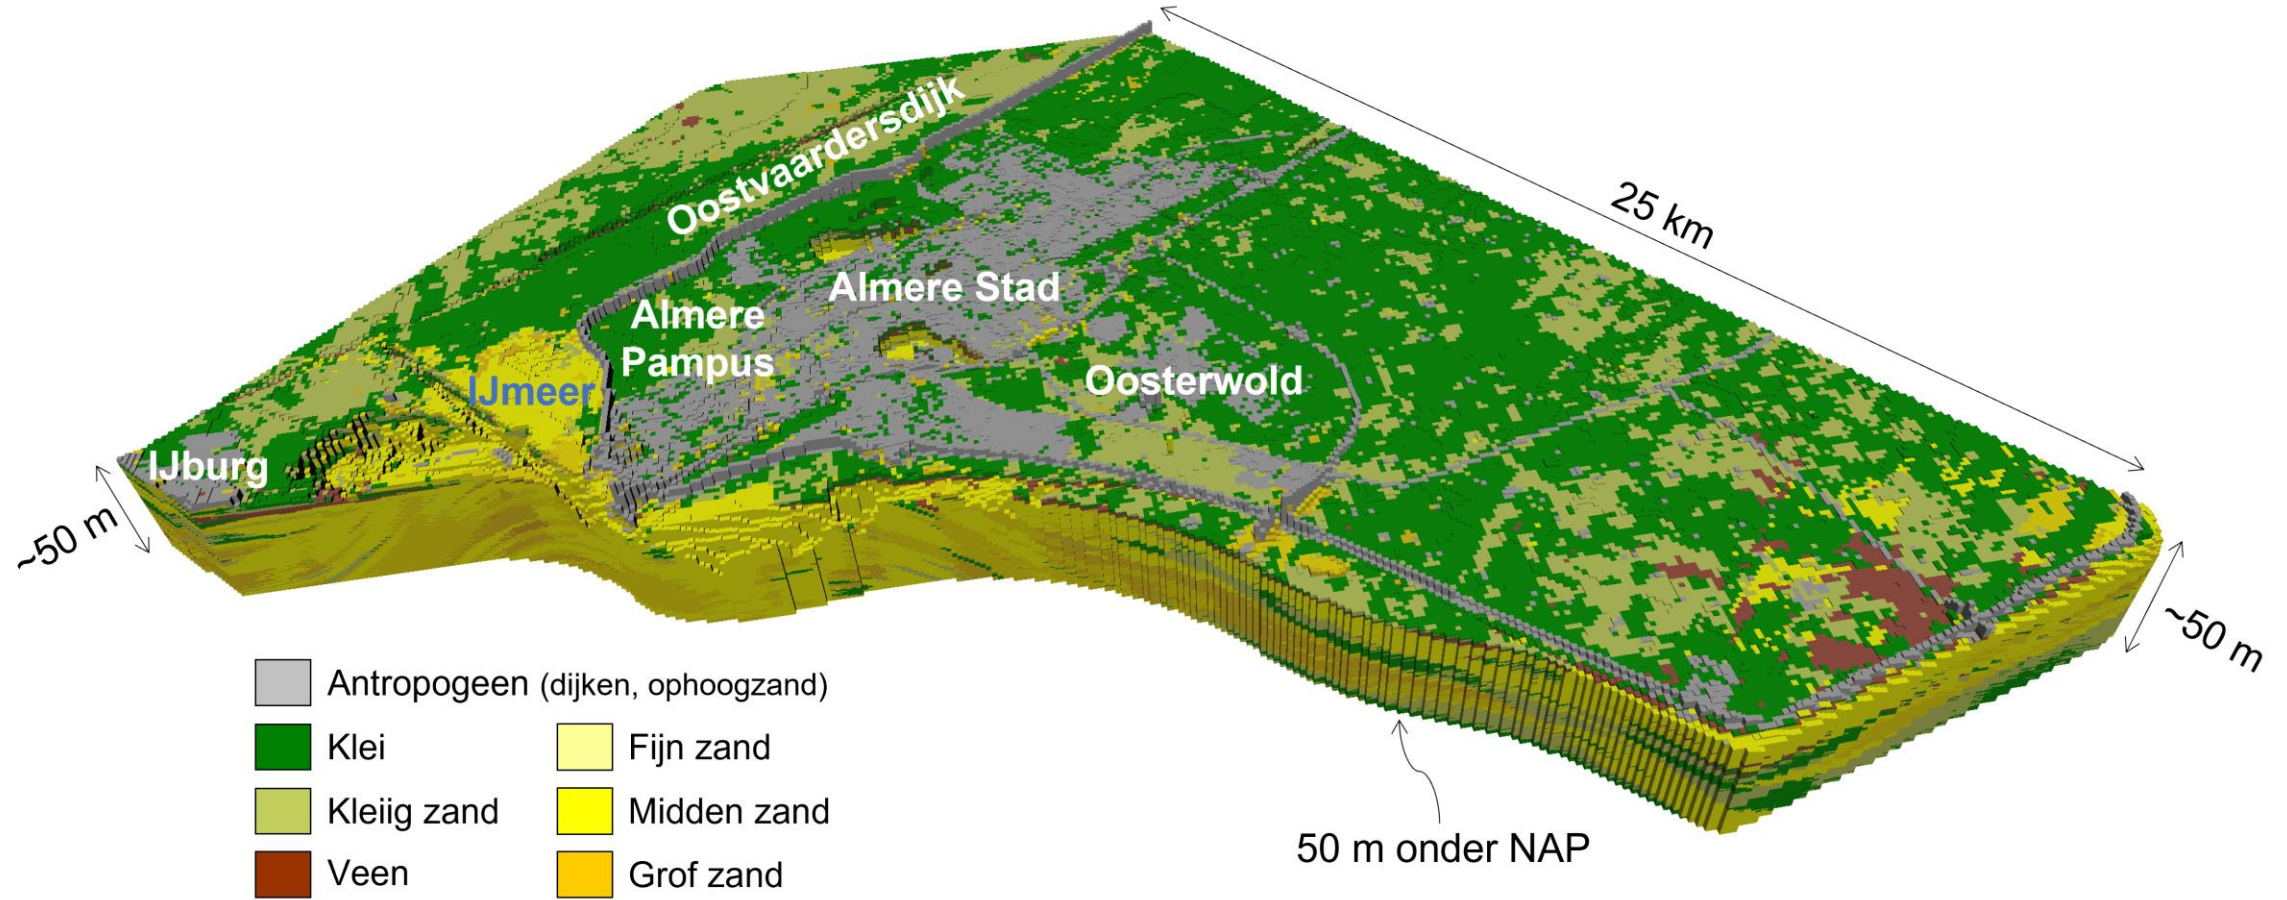 Oostvaardersdijk
25 km
Almere Stad
Almere
Pampus
IJmeer
Oosterwold
IJburg
~50 m
~50 m
50 m onder NAP
Antropogeen (dijken, ophoogzand)
Klei
Fijn zand
Kleiig zand
Midden zand
Veen
Grof zand